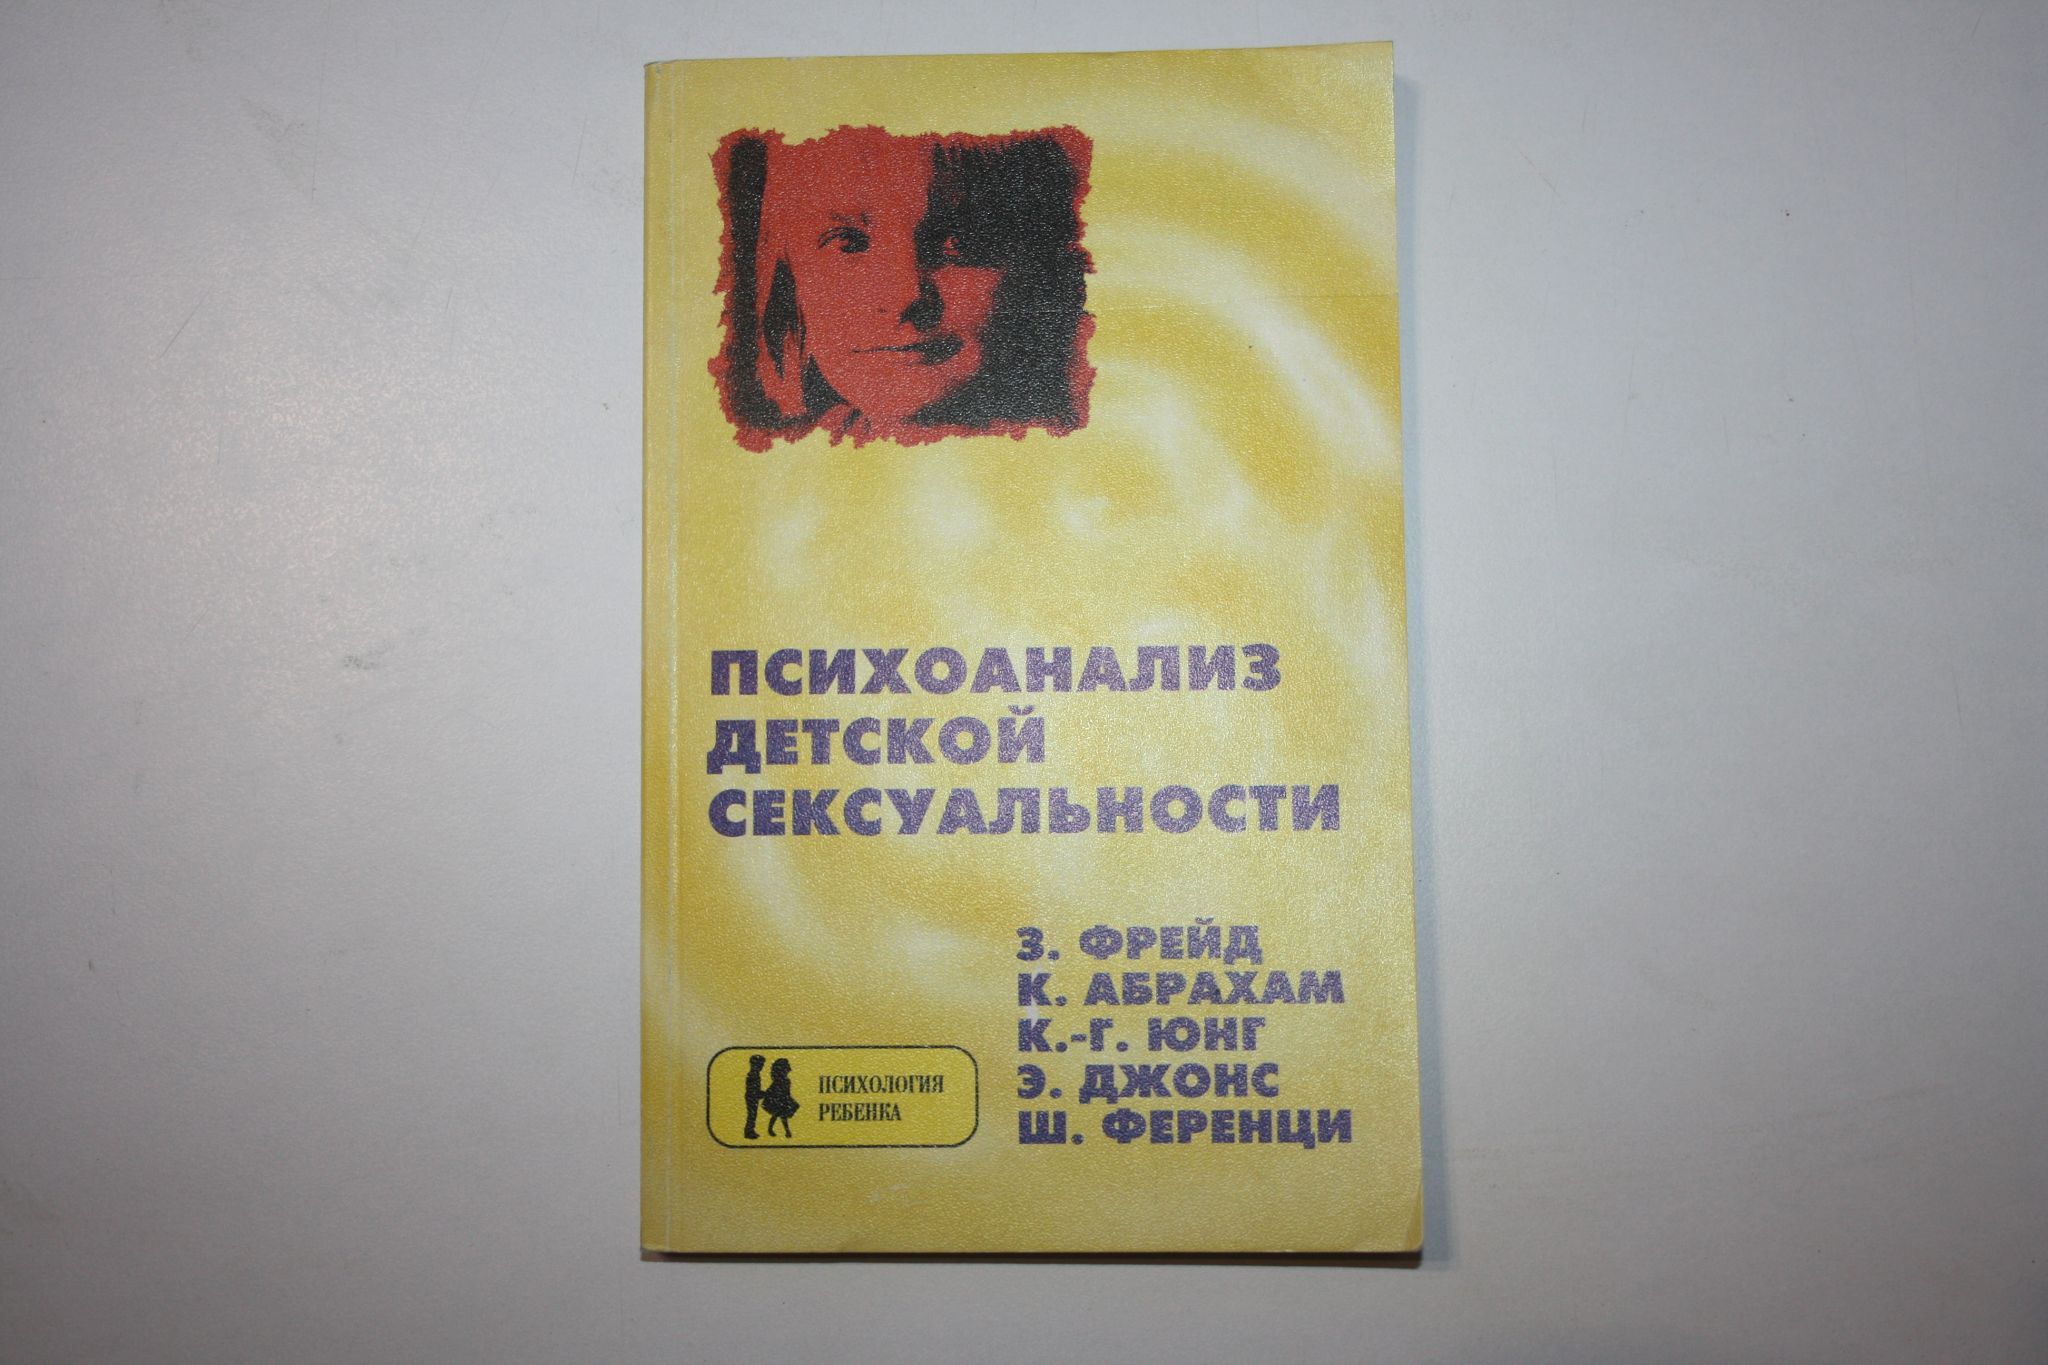 ПСИХОАНАЛИЗ
ДЕТСКОЙ
СЕКСУАЛЬНОСТИ
З. ФРЕЙД
К. АБРАХАМ
К.-Г. ЮНГ
Э. ДЖОНС
Ш. ФЕРЕНЦИ
ПСИХОЛОГИЯ
РЕБЕНКА